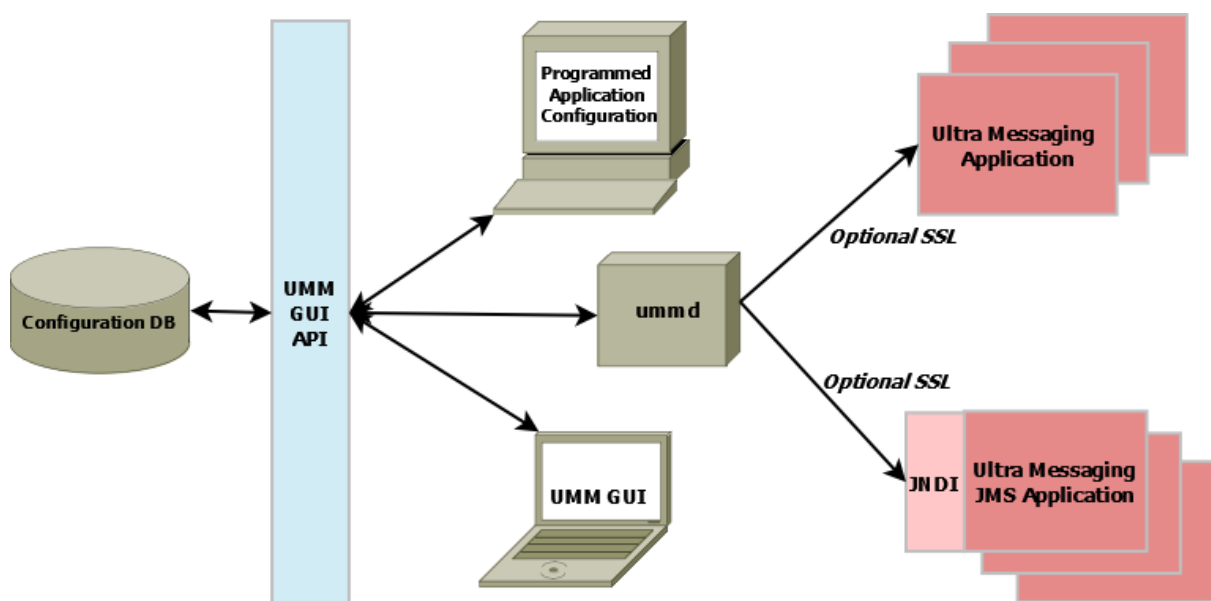 Programmed
Application
Configuration
Ultra Messaging
Application
Optional SSL
Configuration DB
UMM
GUI
API
ummd
Optional SSL
UMM GUI
JNDI
Ultra Messaging
JMS Application